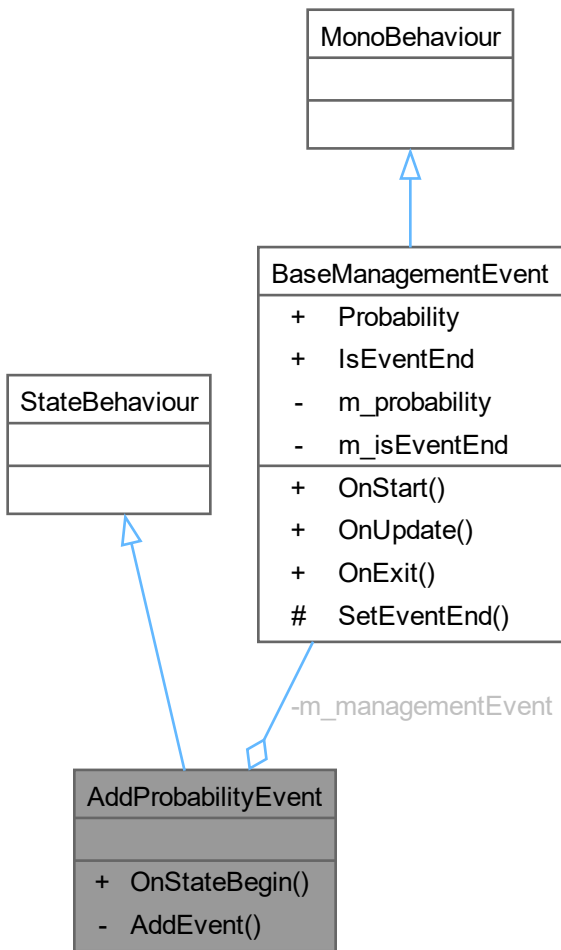 MonoBehaviour
BaseManagementEvent
+ Probability
+ IsEventEnd
- m_probability
- m_isEventEnd
+ OnStart()
+ OnUpdate()
+ OnExit()
# SetEventEnd()
StateBehaviour
-m_managementEvent
AddProbabilityEvent
+ OnStateBegin()
- AddEvent()